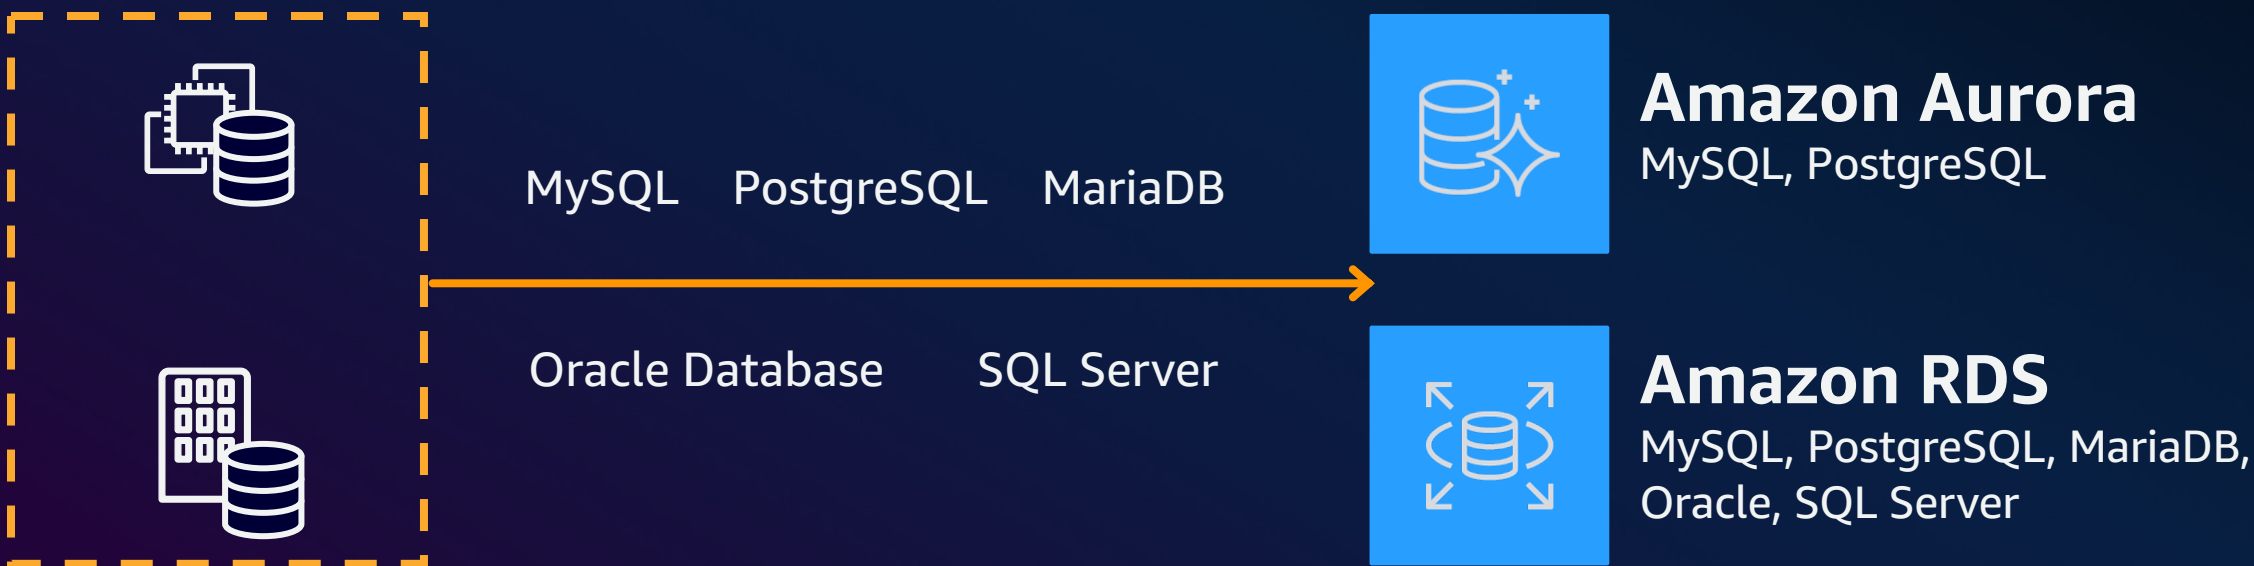 MySQL PostgreSQL MariaDB
Oracle Database SQL Server
Amazon Aurora
MySQL, PostgreSQL
Amazon RDS
MySQL, PostgreSQL, MariaDB,
Oracle, SQL Server